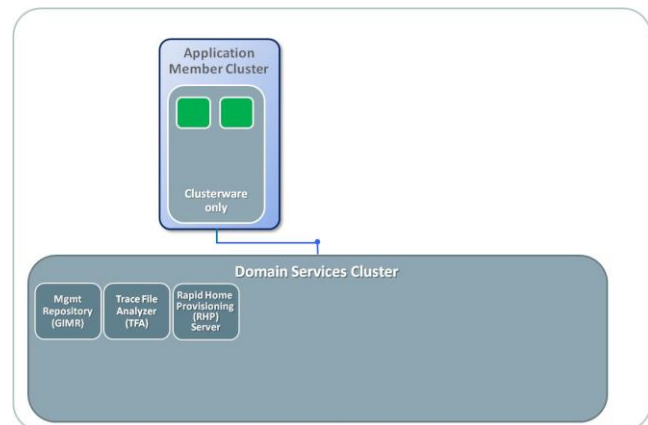 Application
Member Cluster
Clusterware
only
Domain Services Cluster
Mgmt
Repository
(GIMR)
Trace File
Analyzer
(TFA)
Rapid Home
Provisioning
(RHP)
Server